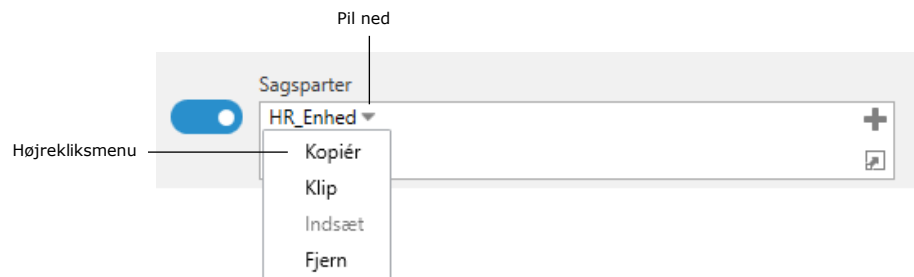 Pil ned
Sagsparter
HR_Enhed
Højrekliksmenu
Kopiér
Klip
Indsæt
Fjern